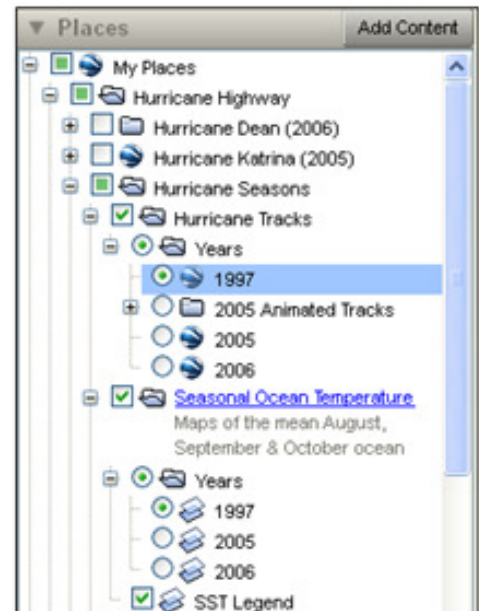 Places
Add Content
My Places
Hurricane Highway
Hurricane Dean (2006)
Hurricane Katrina (2005)
Hurricane Seasons
Hurricane Tracks
Years
1997
2005 Animated Tracks
2005
2006
Seasonal Ocean Temperature
Maps of the mean August,
September & October ocean
Years
1997
2005
2006
SST Legend